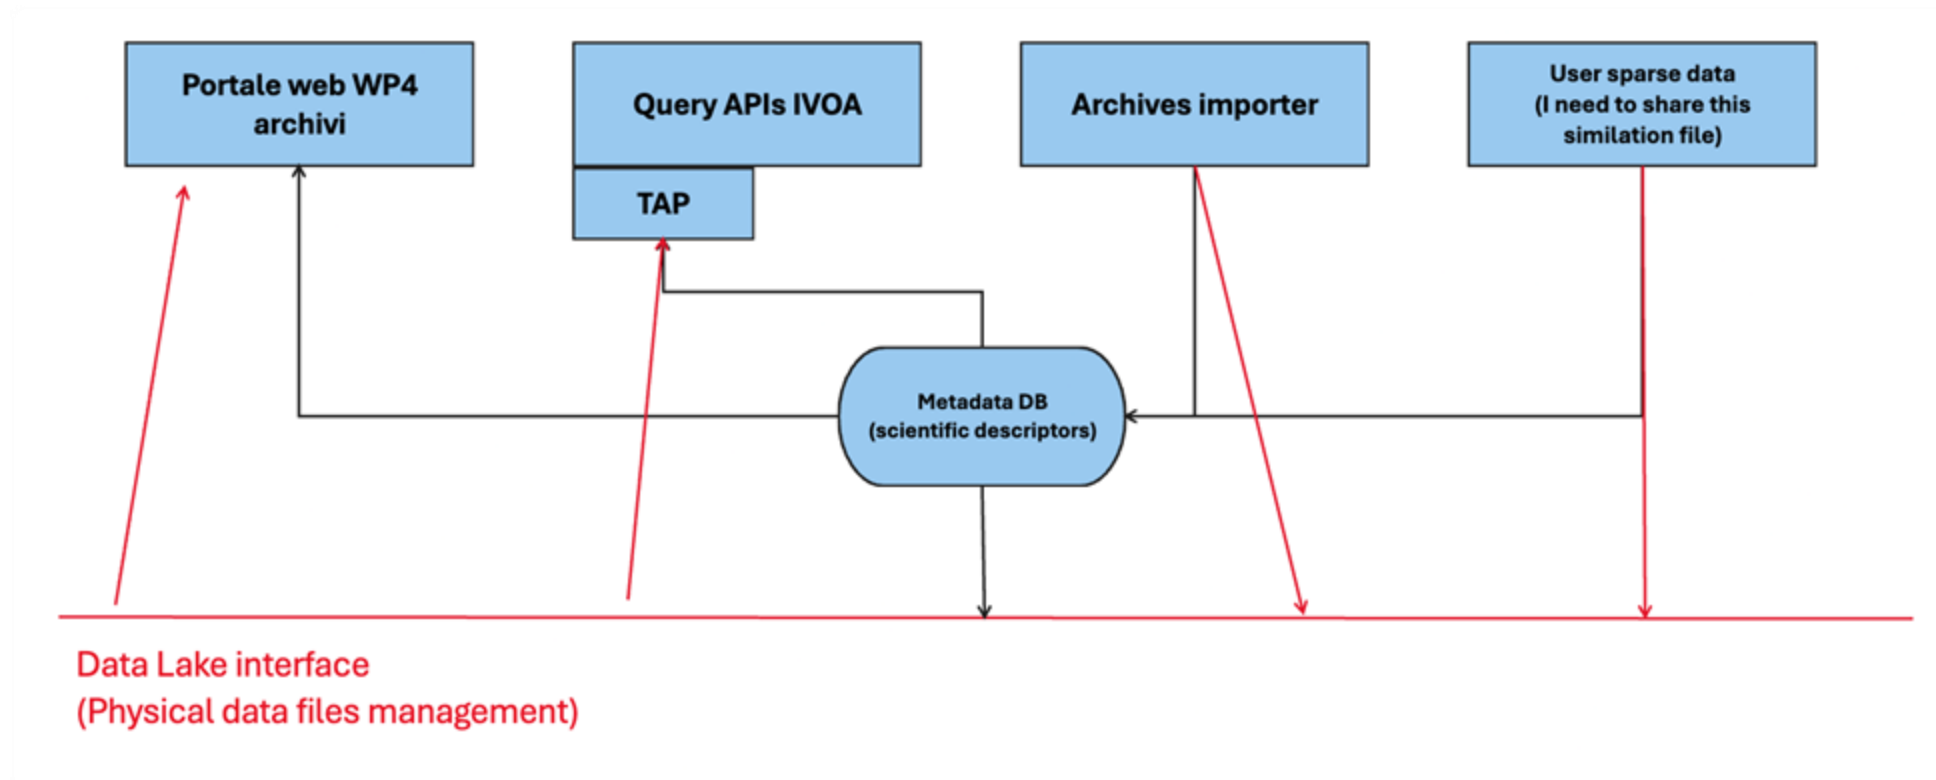 Portale web WP4
archivi
Query APIs IVOA
TAP
Archives importer
User sparse data
(I need to share this
similation file)
Metadata DB
(scientific descriptors)
Data Lake interface
(Physical data files management)